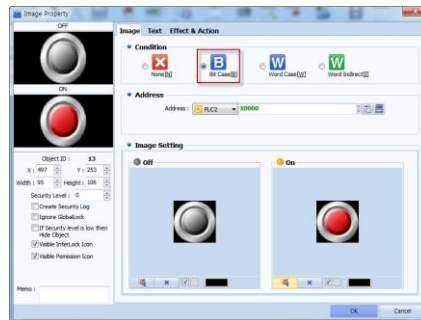 Image Property
OFF
ON
Object ID : 13
X : 497 Y : 253
Width : 95 Height : 106
Security Level : 0
Create Security Log
Ignore GlobalLock
If Security level is low then Hide Object
Visible InterLock Icon
Visible Permission Icon
Memo :
Image Text Effect & Action
Condition
None[N]
B
Bit Case[B]
W
Word Case[W]
W
Word Indirect[I]
Address
Address : PLC2 X0000
Image Setting
Off
On
M
M
OK Cancel